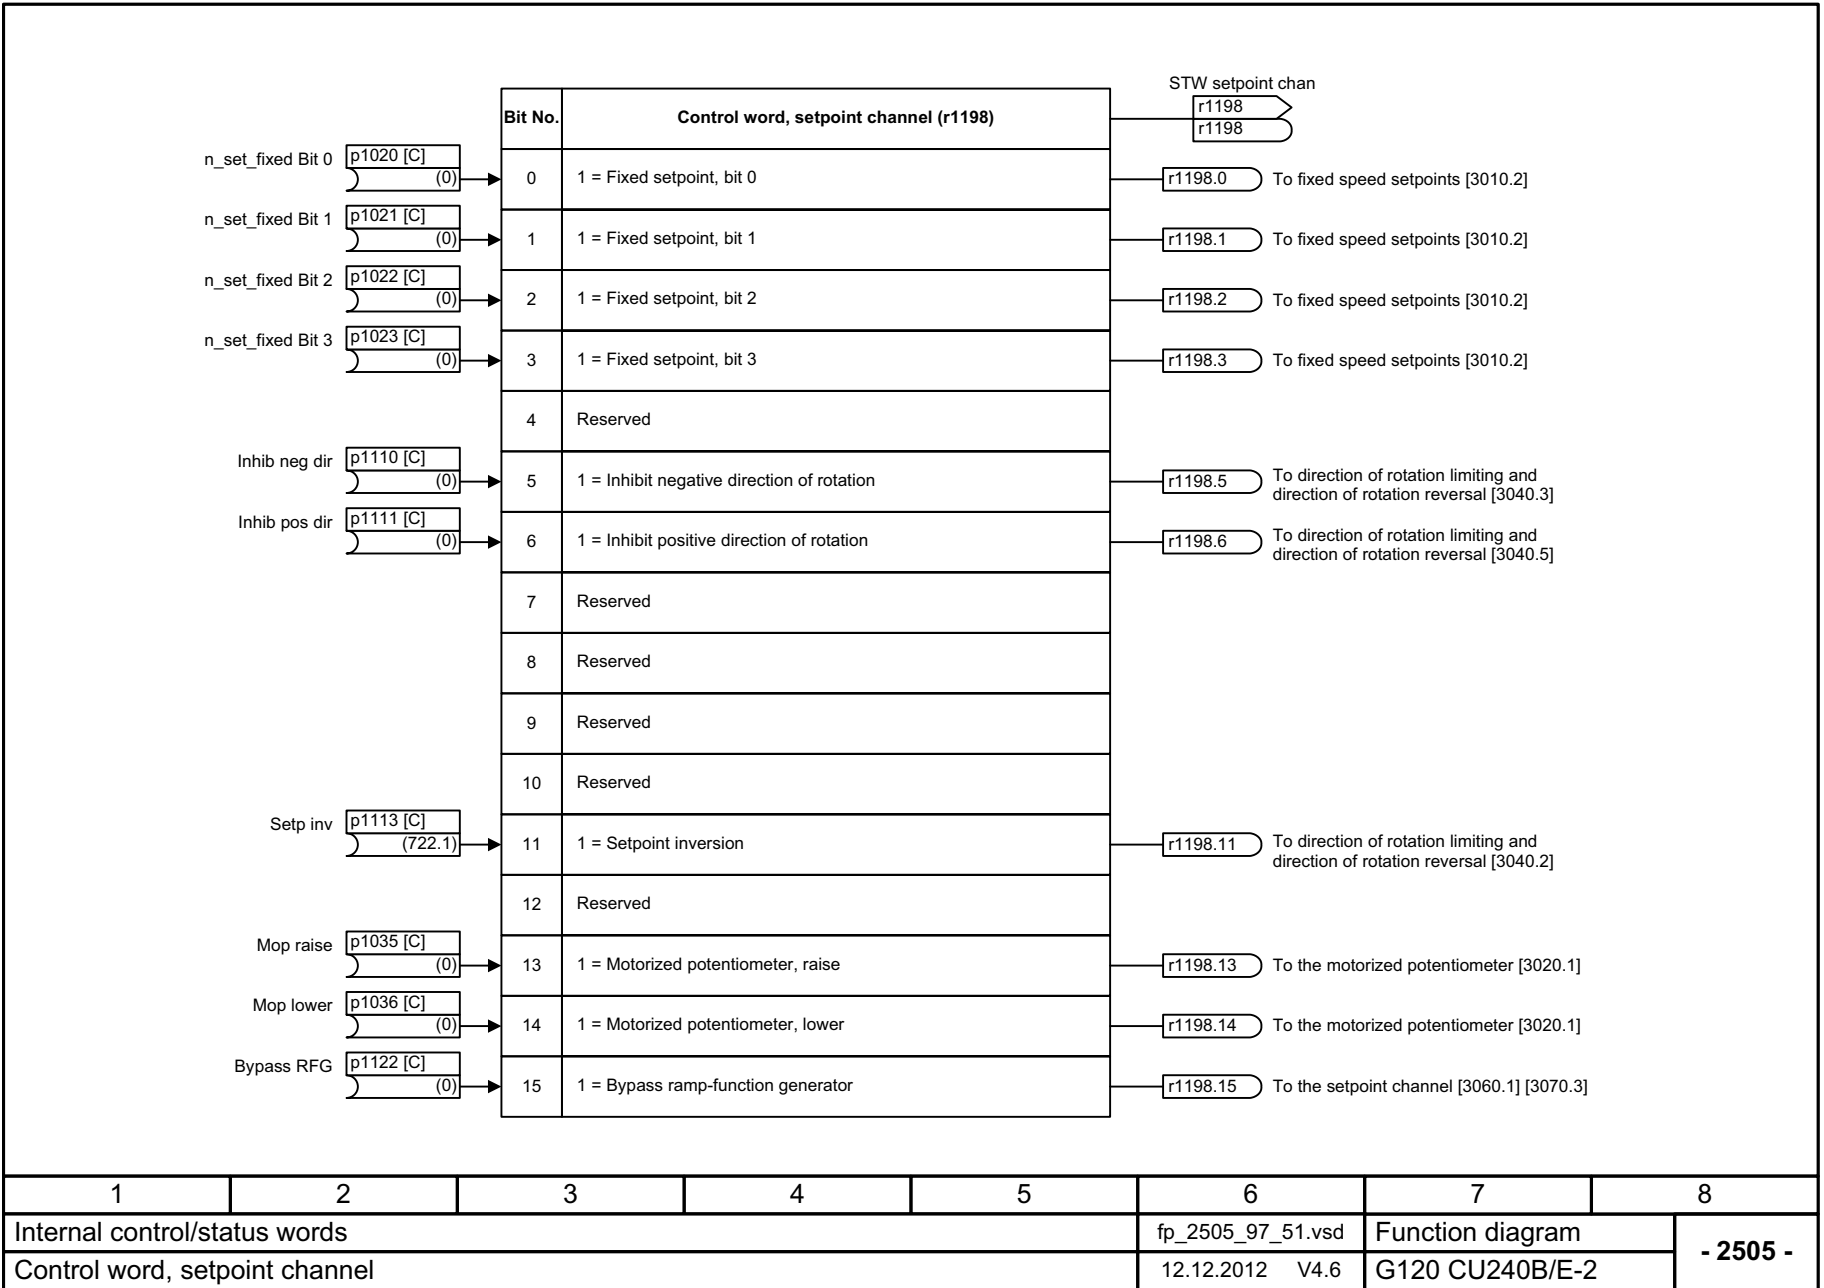 STW setpoint chan
Bit No. Control word, setpoint channel (r1198) r1198
r1198
n_set_fixed Bit 0 p1020 [C]
(0) 0 1 = Fixed setpoint, bit 0 r1198.0 To fixed speed setpoints [3010.2]
n_set_fixed Bit 1 p1021 [C]
(0) 1 1 = Fixed setpoint, bit 1 r1198.1 To fixed speed setpoints [3010.2]
n_set_fixed Bit 2 p1022 [C]
(0) 2 1 = Fixed setpoint, bit 2 r1198.2 To fixed speed setpoints [3010.2]
n_set_fixed Bit 3 p1023 [C]
(0) 3 1 = Fixed setpoint, bit 3 r1198.3 To fixed speed setpoints [3010.2]
4 Reserved
Inhib neg dir p1110 [C]
(0) 5 1 = Inhibit negative direction of rotation r1198.5 To direction of rotation limiting and
direction of rotation reversal [3040.3]
Inhib pos dir p1111 [C]
(0) 6 1 = Inhibit positive direction of rotation r1198.6 To direction of rotation limiting and
direction of rotation reversal [3040.5]
7 Reserved
8 Reserved
9 Reserved
10 Reserved
Setp inv p1113 [C]
(722.1) 11 1 = Setpoint inversion r1198.11 To direction of rotation limiting and
direction of rotation reversal [3040.2]
12 Reserved
Mop raise p1035 [C]
(0) 13 1 = Motorized potentiometer, raise r1198.13 To the motorized potentiometer [3020.1]
Mop lower p1036 [C]
(0) 14 1 = Motorized potentiometer, lower r1198.14 To the motorized potentiometer [3020.1]
Bypass RFG p1122 [C]
(0) 15 1 = Bypass ramp-function generator r1198.15 To the setpoint channel [3060.1] [3070.3]
1 2 3 4 5 6 7 8
Internal control/status words fp_2505_97_51.vsd Function diagram - 2505 -
Control word, setpoint channel 12.12.2012 V4.6 G120 CU240B/E-2